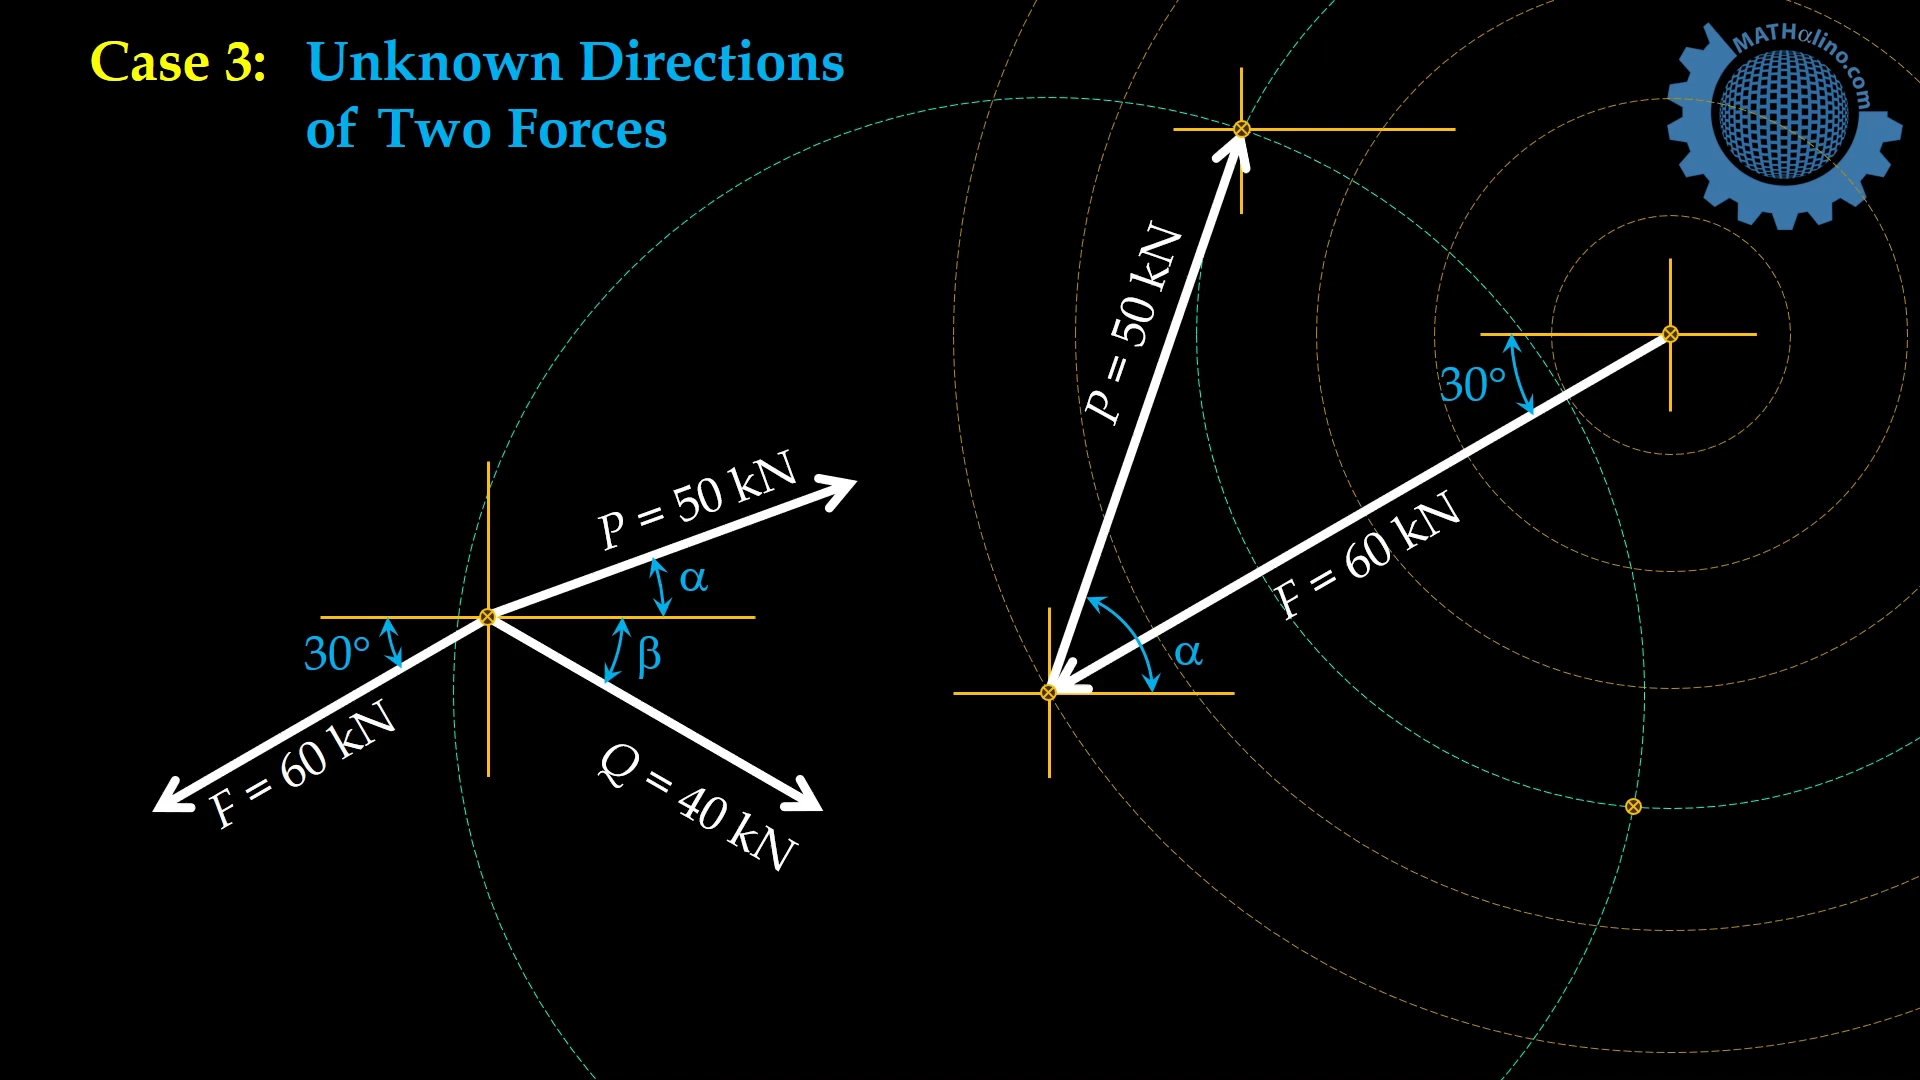 Case 3: Unknown Directions
of Two Forces
MATHαlino.com
P = 50 kN
α
30°
β
F = 60 kN
Q = 40 kN
P = 50 kN
30°
F = 60 kN
α